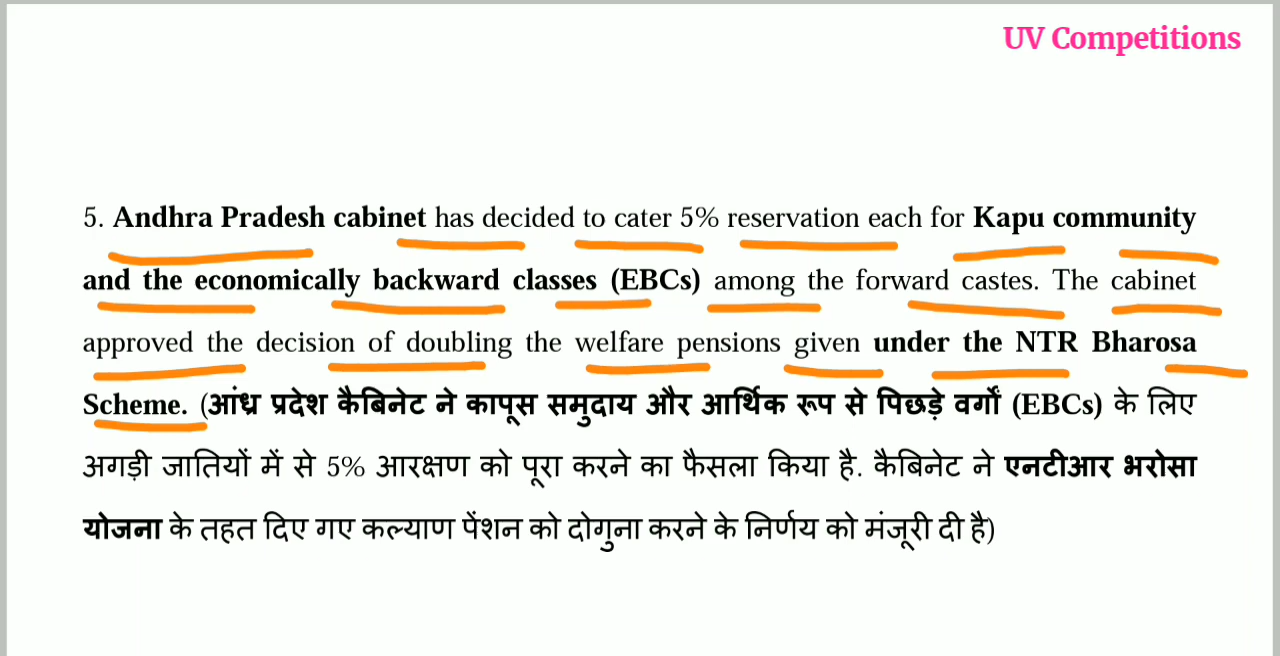 UV Competitions
5. Andhra Pradesh cabinet has decided to cater 5% reservation each for Kapu community
and the economically backward classes (EBCs) among the forward castes. The cabinet
approved the decision of doubling the welfare pensions given under the NTR Bharosa
Scheme. (आंध्र प्रदेश कैबिनेट ने कापूस समुदाय और आर्थिक रूप से पिछड़े वर्गों (EBCs) के लिए
अगड़ी जातियों में से 5% आरक्षण को पूरा करने का फैसला किया है. कैबिनेट ने एनटीआर भरोसा
योजना के तहत दिए गए कल्याण पेंशन को दोगुना करने के निर्णय को मंजूरी दी है)